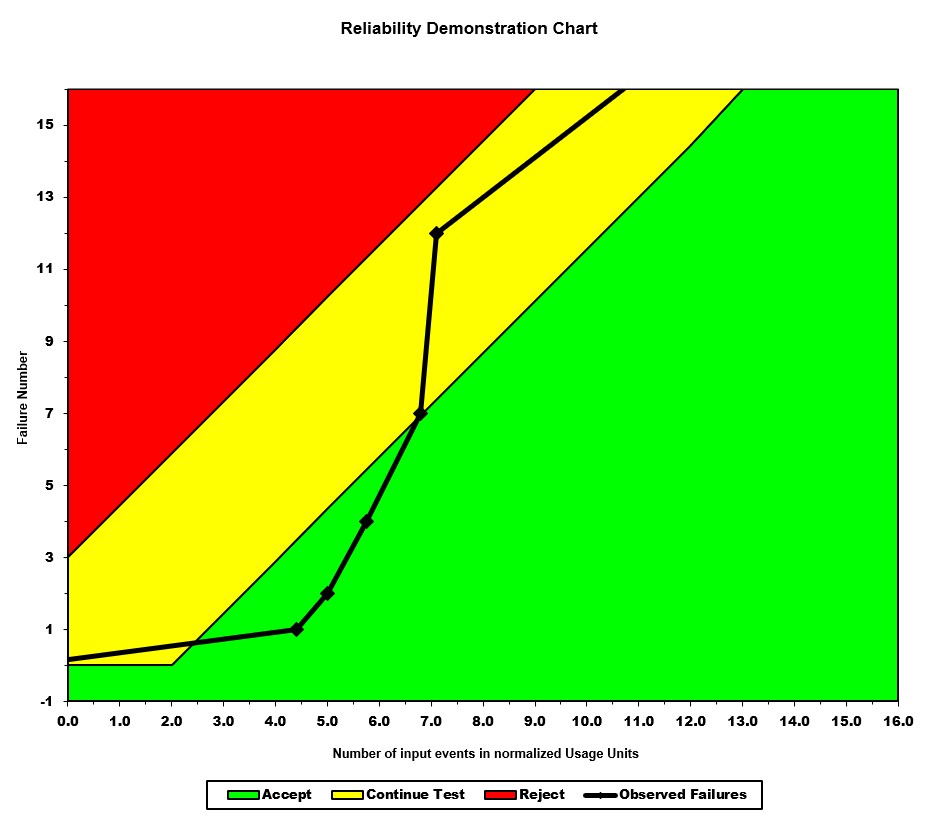 Reliability Demonstration Chart
15
13
11
9
7
5
3
1
-1
Failure Number
0.0 1.0 2.0 3.0 4.0 5.0 6.0 7.0 8.0 9.0 10.0 11.0 12.0 13.0 14.0 15.0 16.0
Number of input events in normalized Usage Units
Accept Continue Test Reject Observed Failures